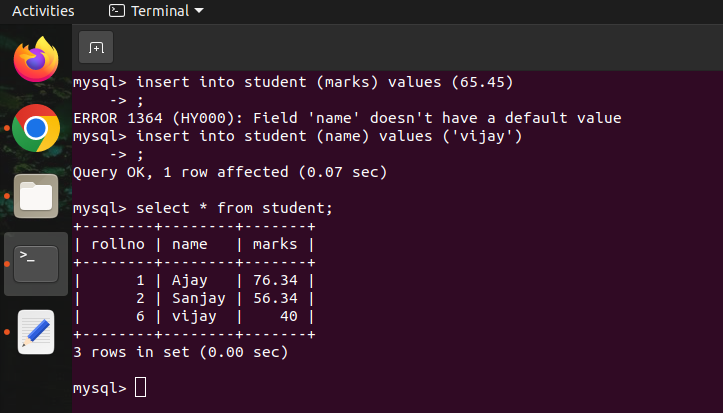 Activities Terminal
mysql> insert into student (marks) values (65.45)
    -> ;
ERROR 1364 (HY000): Field 'name' doesn't have a default value
mysql> insert into student (name) values ('vijay')
    -> ;
Query OK, 1 row affected (0.07 sec)
mysql> select * from student;
+--------+--------+-------+
| rollno | name   | marks |
+--------+--------+-------+
|      1 | Ajay   | 76.34 |
|      2 | Sanjay | 56.34 |
|      6 | vijay  |    40 |
+--------+--------+-------+
3 rows in set (0.00 sec)
mysql>